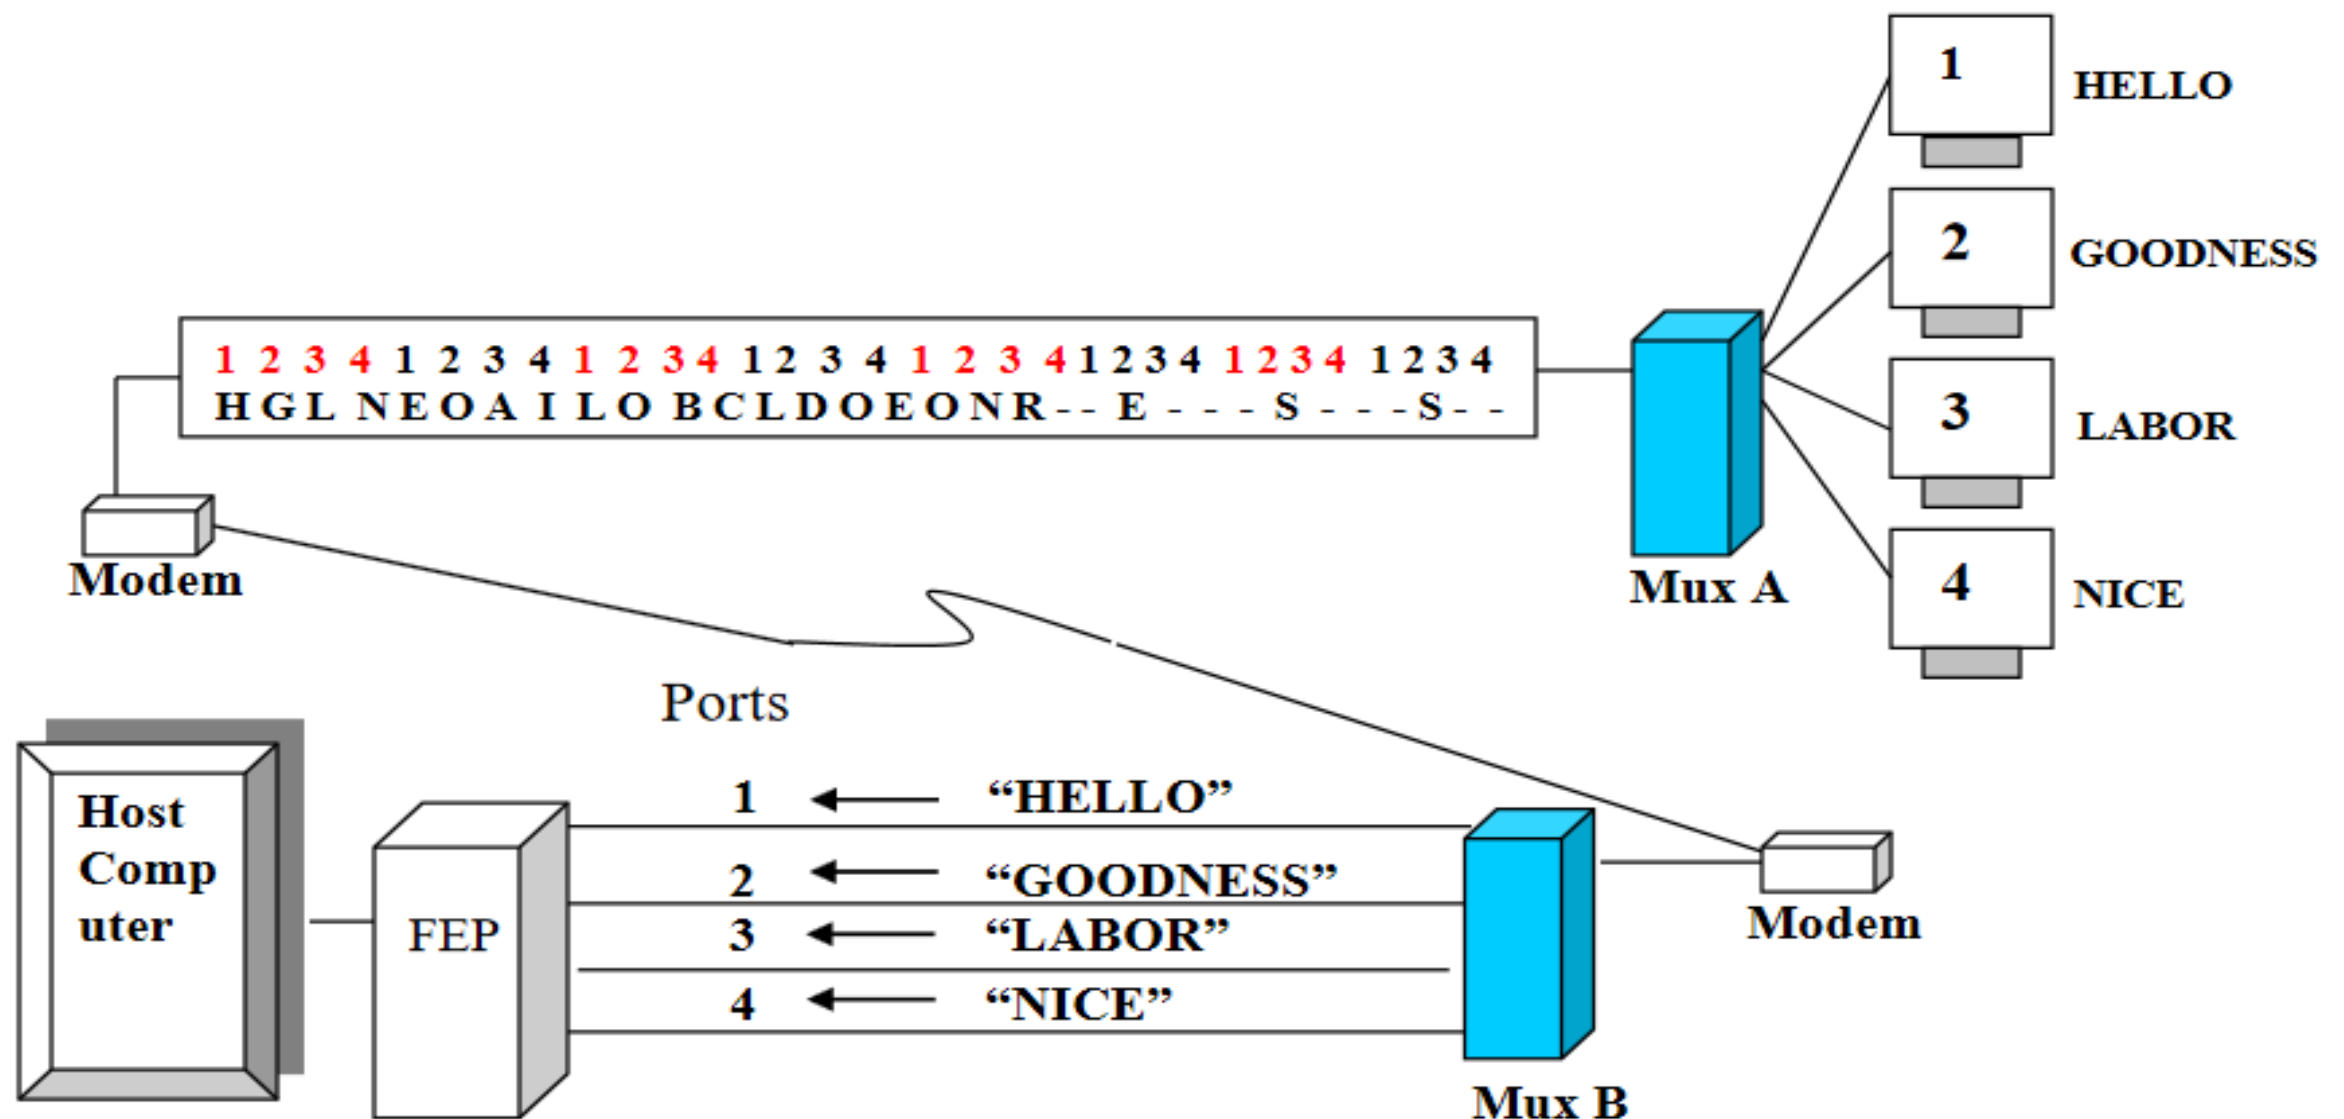 1
HELLO
2
GOODNESS
1 2 3 4 1 2 3 4 1 2 3 4 1 2 3 4 1 2 3 4 1 2 3 4 1 2 3 4 1 2 3 4
H G L N E O A I L O B C L D O E O N R - - E - - - S - - - S - -
3
LABOR
Modem
Mux A
4
NICE
Ports
Host
Comp
uter
FEP
1 “HELLO”
2 “GOODNESS”
3 “LABOR”
4 “NICE”
Modem
Mux B